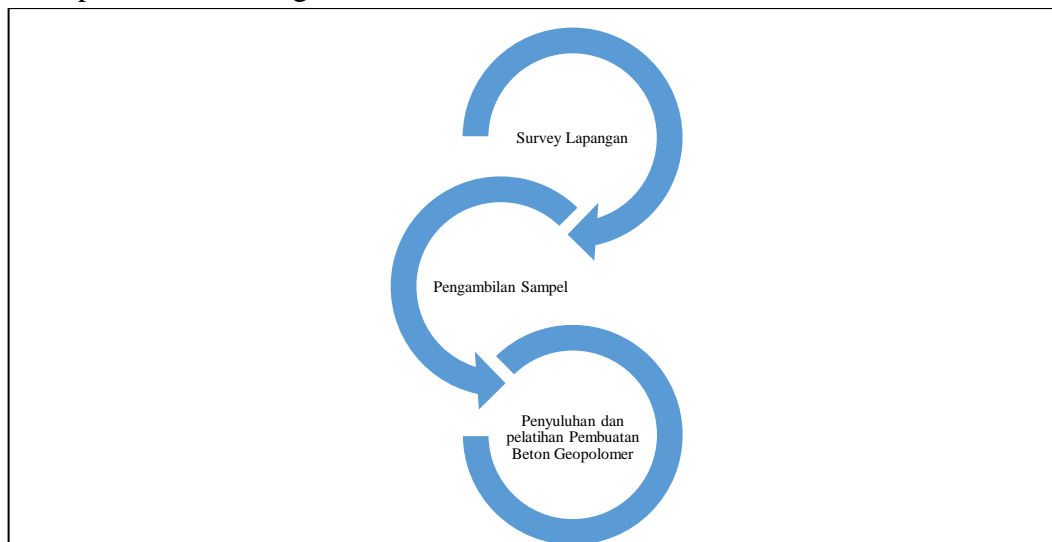 Survey Lapangan
Pengambilan Sampel
Penyuluhan dan
pelatihan Pembuatan
Beton Geopolomer